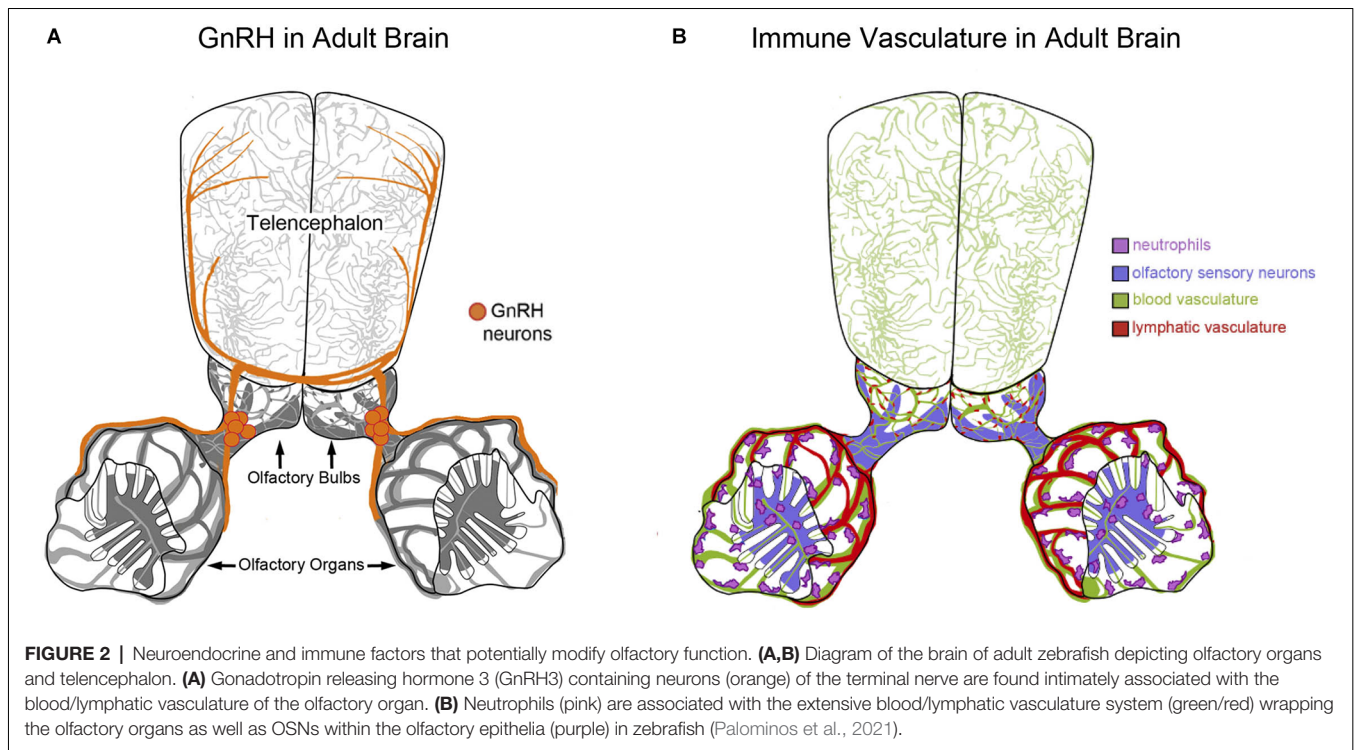 A
GnRH in Adult Brain
Telencephalon
GnRH
neurons
Olfactory Bulbs
Olfactory Organs
B
Immune Vasculature in Adult Brain
neutrophils
olfactory sensory neurons
blood vasculature
lymphatic vasculature
FIGURE 2 | Neuroendocrine and immune factors that potentially modify olfactory function. (A,B) Diagram of the brain of adult zebrafish depicting olfactory organs
and telencephalon. (A) Gonadotropin releasing hormone 3 (GnRH3) containing neurons (orange) of the terminal nerve are found intimately associated with the
blood/lymphatic vasculature of the olfactory organ. (B) Neutrophils (pink) are associated with the extensive blood/lymphatic vasculature system (green/red) wrapping
the olfactory organs as well as OSNs within the olfactory epithelia (purple) in zebrafish (Palominos et al., 2021).